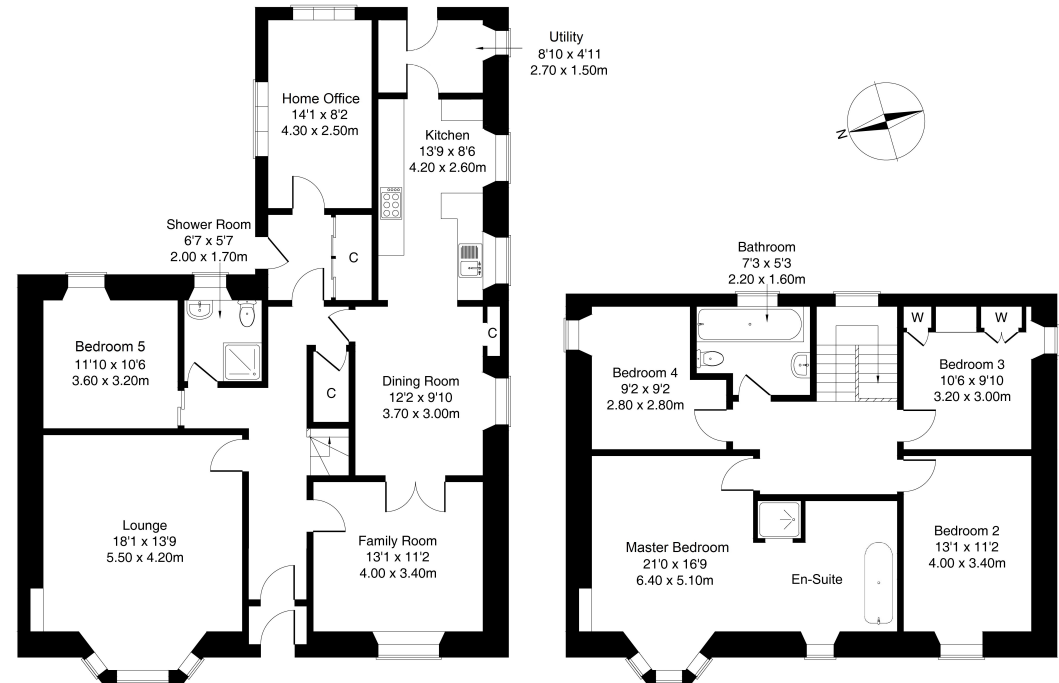 Utility
8'10 x 4'11
2.70 x 1.50m
Home Office
14'1 x 8'2
4.30 x 2.50m
Kitchen
13'9 x 8'6
4.20 x 2.60m
N
Shower Room
6'7 x 5'7
2.00 x 1.70m
C
Bathroom
7'3 x 5'3
2.20 x 1.60m
Bedroom 5
11'10 x 10'6
3.60 x 3.20m
C
C
Dining Room
12'2 x 9'10
3.70 x 3.00m
W
W
Bedroom 4
9'2 x 9'2
2.80 x 2.80m
Bedroom 3
10'6 x 9'10
3.20 x 3.00m
Lounge
18'1 x 13'9
5.50 x 4.20m
Family Room
13'1 x 11'2
4.00 x 3.40m
Master Bedroom
21'0 x 16'9
6.40 x 5.10m
En-Suite
Bedroom 2
13'1 x 11'2
4.00 x 3.40m